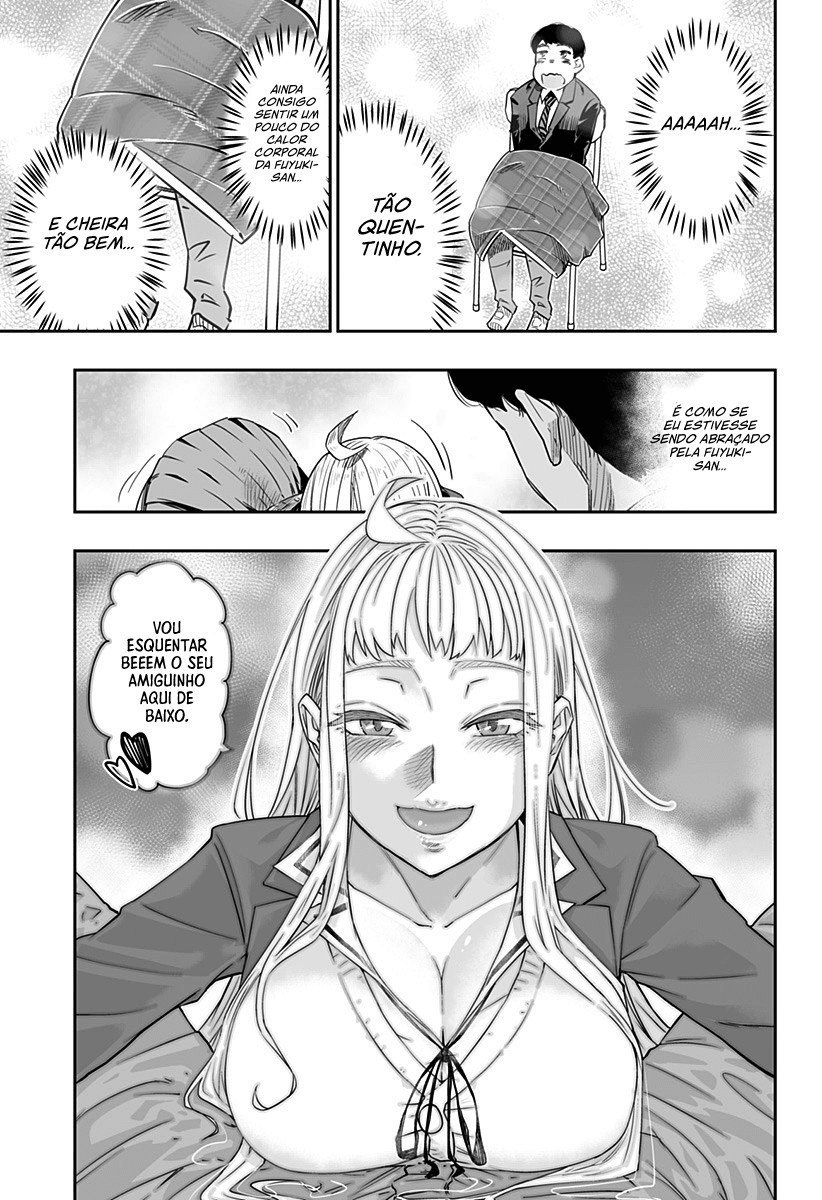 AAAAAH...
TÃO
QUEN-
TINHO.
AINDA
CONSIGO
SENTIR UM
POUCO DO
CALOR
CORPORAL
DA FUYUKI-
SAN...
E CHEIRA
TÃO BEM...
É COMO SE
EU ESTIVESSE
SENDO ABRAÇADO
PELA FUYUKI-
SAN...
VOU
ESQUENTAR
BEEEM O SEU
AMIGUINHO
AQUI DE
BAIXO.